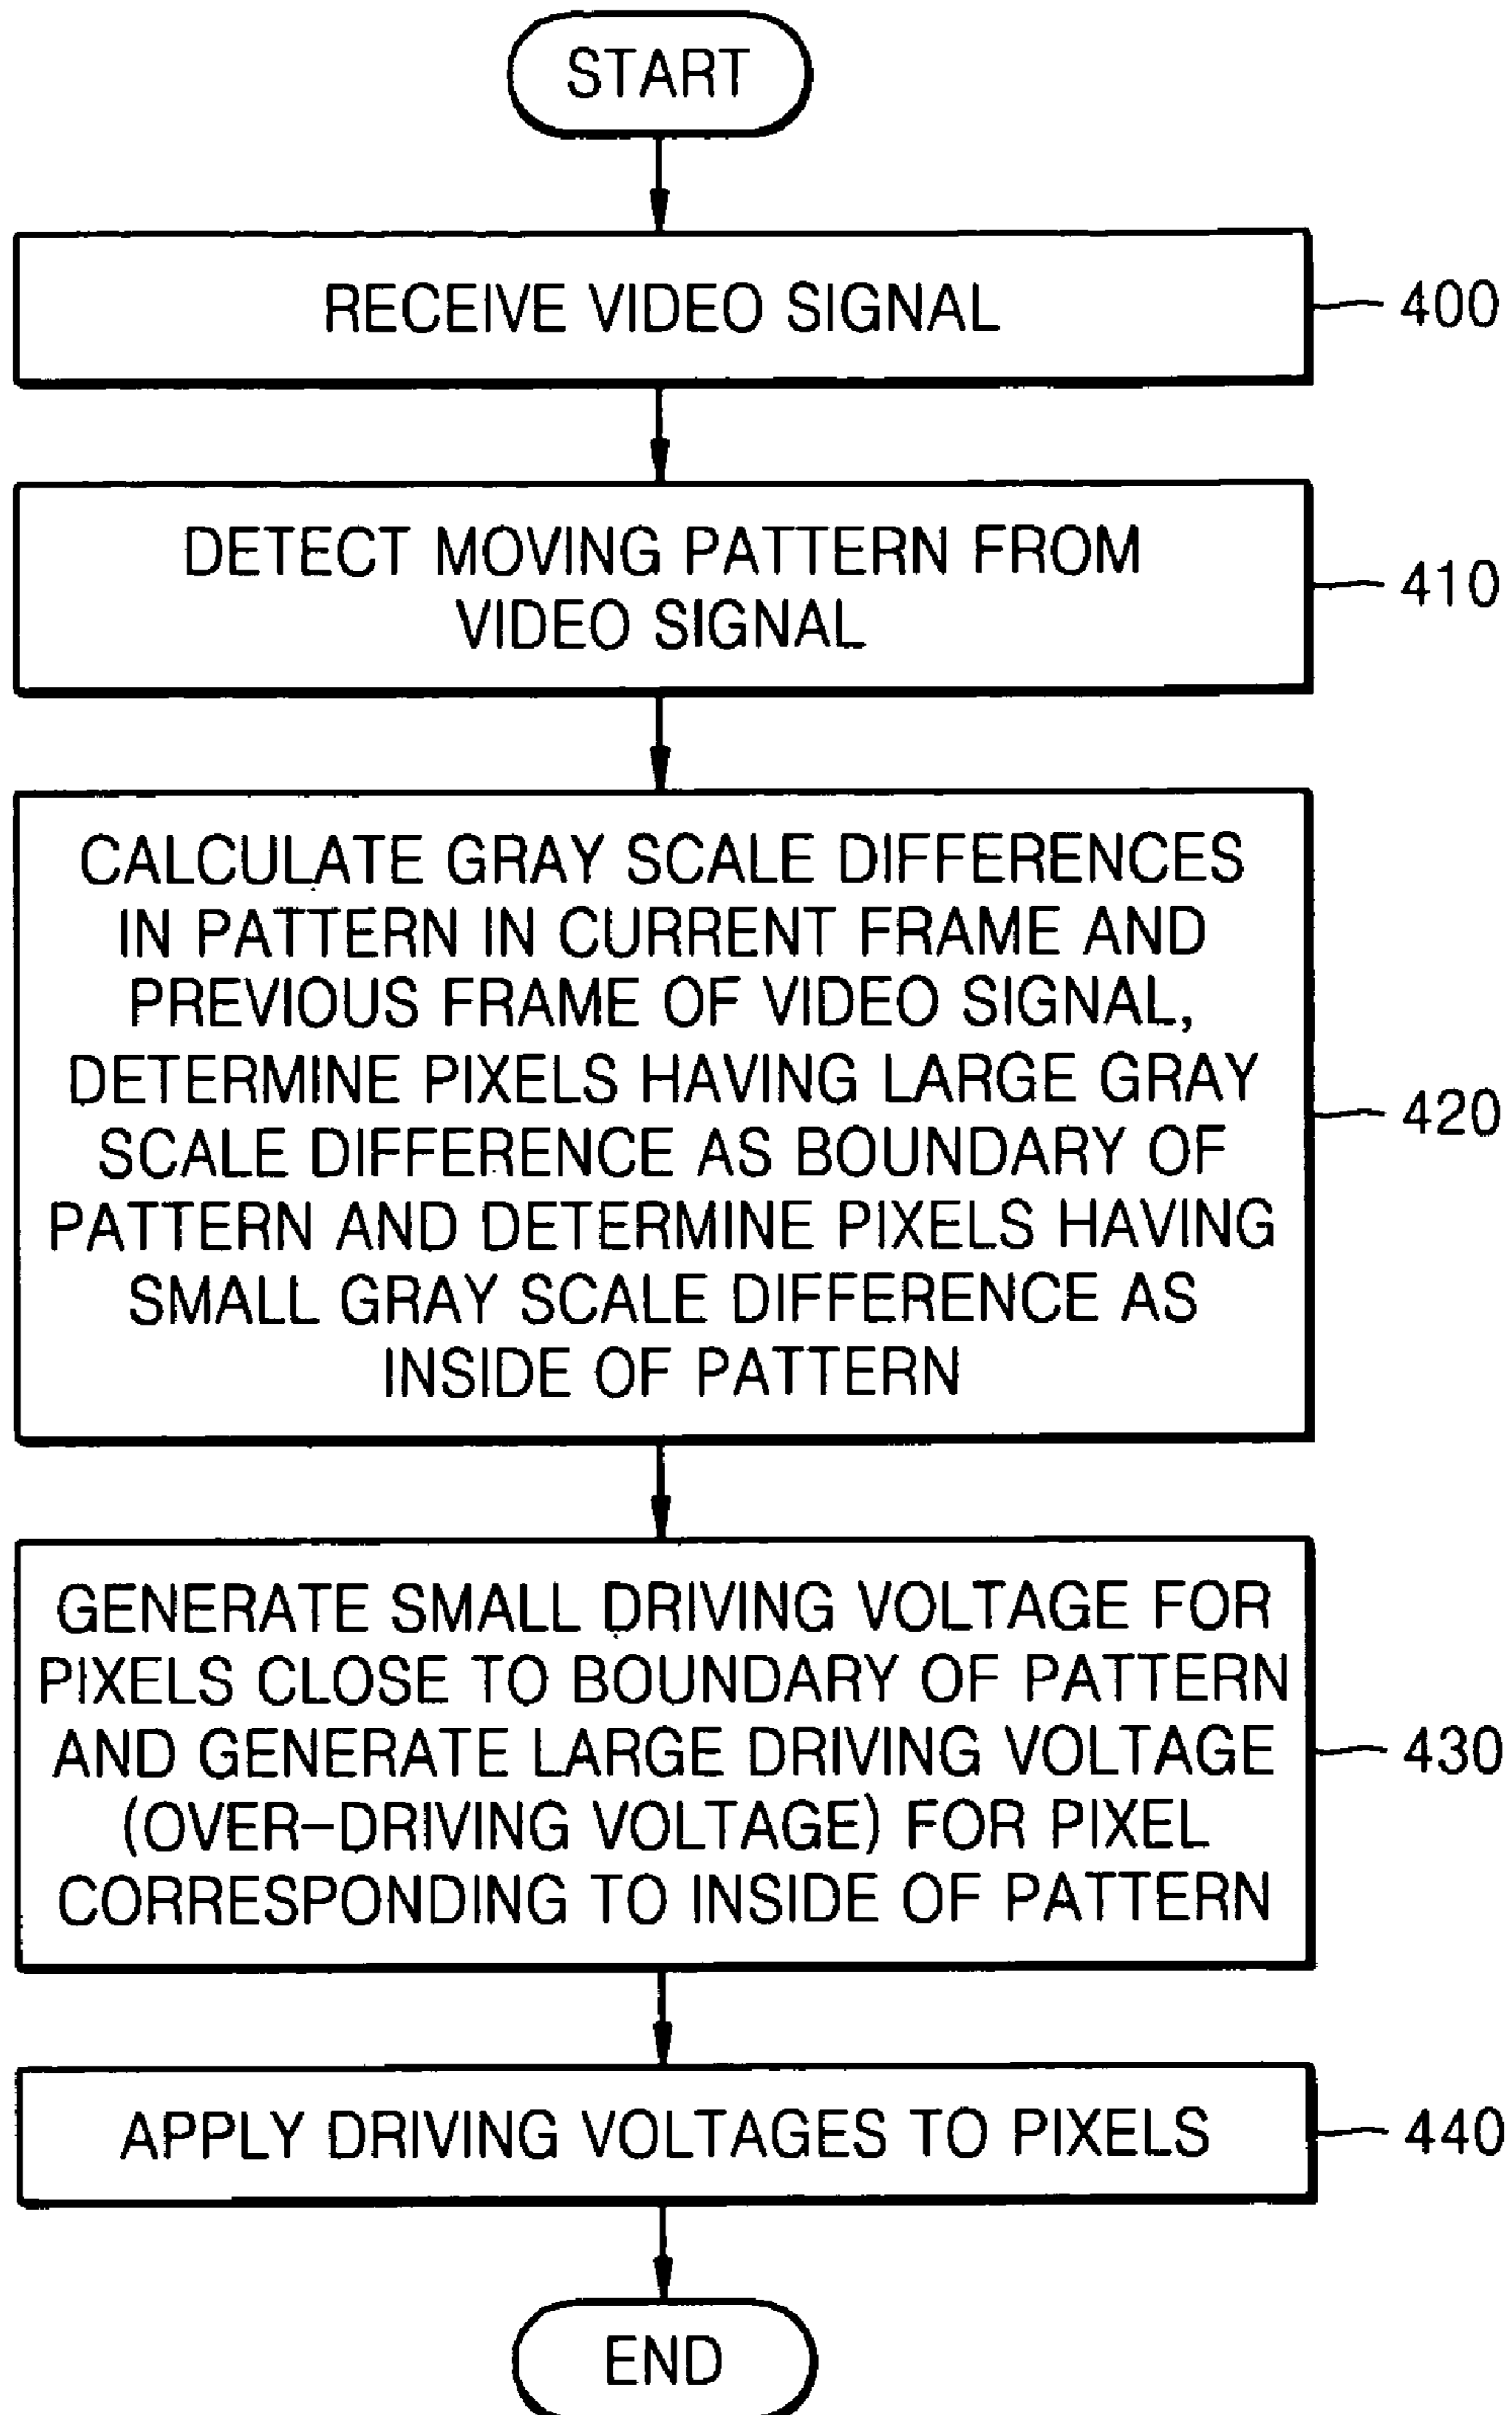 START
RECEIVE VIDEO SIGNAL
400
DETECT MOVING PATTERN FROM
VIDEO SIGNAL
410
CALCULATE GRAY SCALE DIFFERENCES
IN PATTERN IN CURRENT FRAME AND
PREVIOUS FRAME OF VIDEO SIGNAL,
DETERMINE PIXELS HAVING LARGE GRAY
SCALE DIFFERENCE AS BOUNDARY OF
PATTERN AND DETERMINE PIXELS HAVING
SMALL GRAY SCALE DIFFERENCE AS
INSIDE OF PATTERN
420
GENERATE SMALL DRIVING VOLTAGE FOR
PIXELS CLOSE TO BOUNDARY OF PATTERN
AND GENERATE LARGE DRIVING VOLTAGE
(OVER-DRIVING VOLTAGE) FOR PIXEL
CORRESPONDING TO INSIDE OF PATTERN
430
APPLY DRIVING VOLTAGES TO PIXELS
440
END